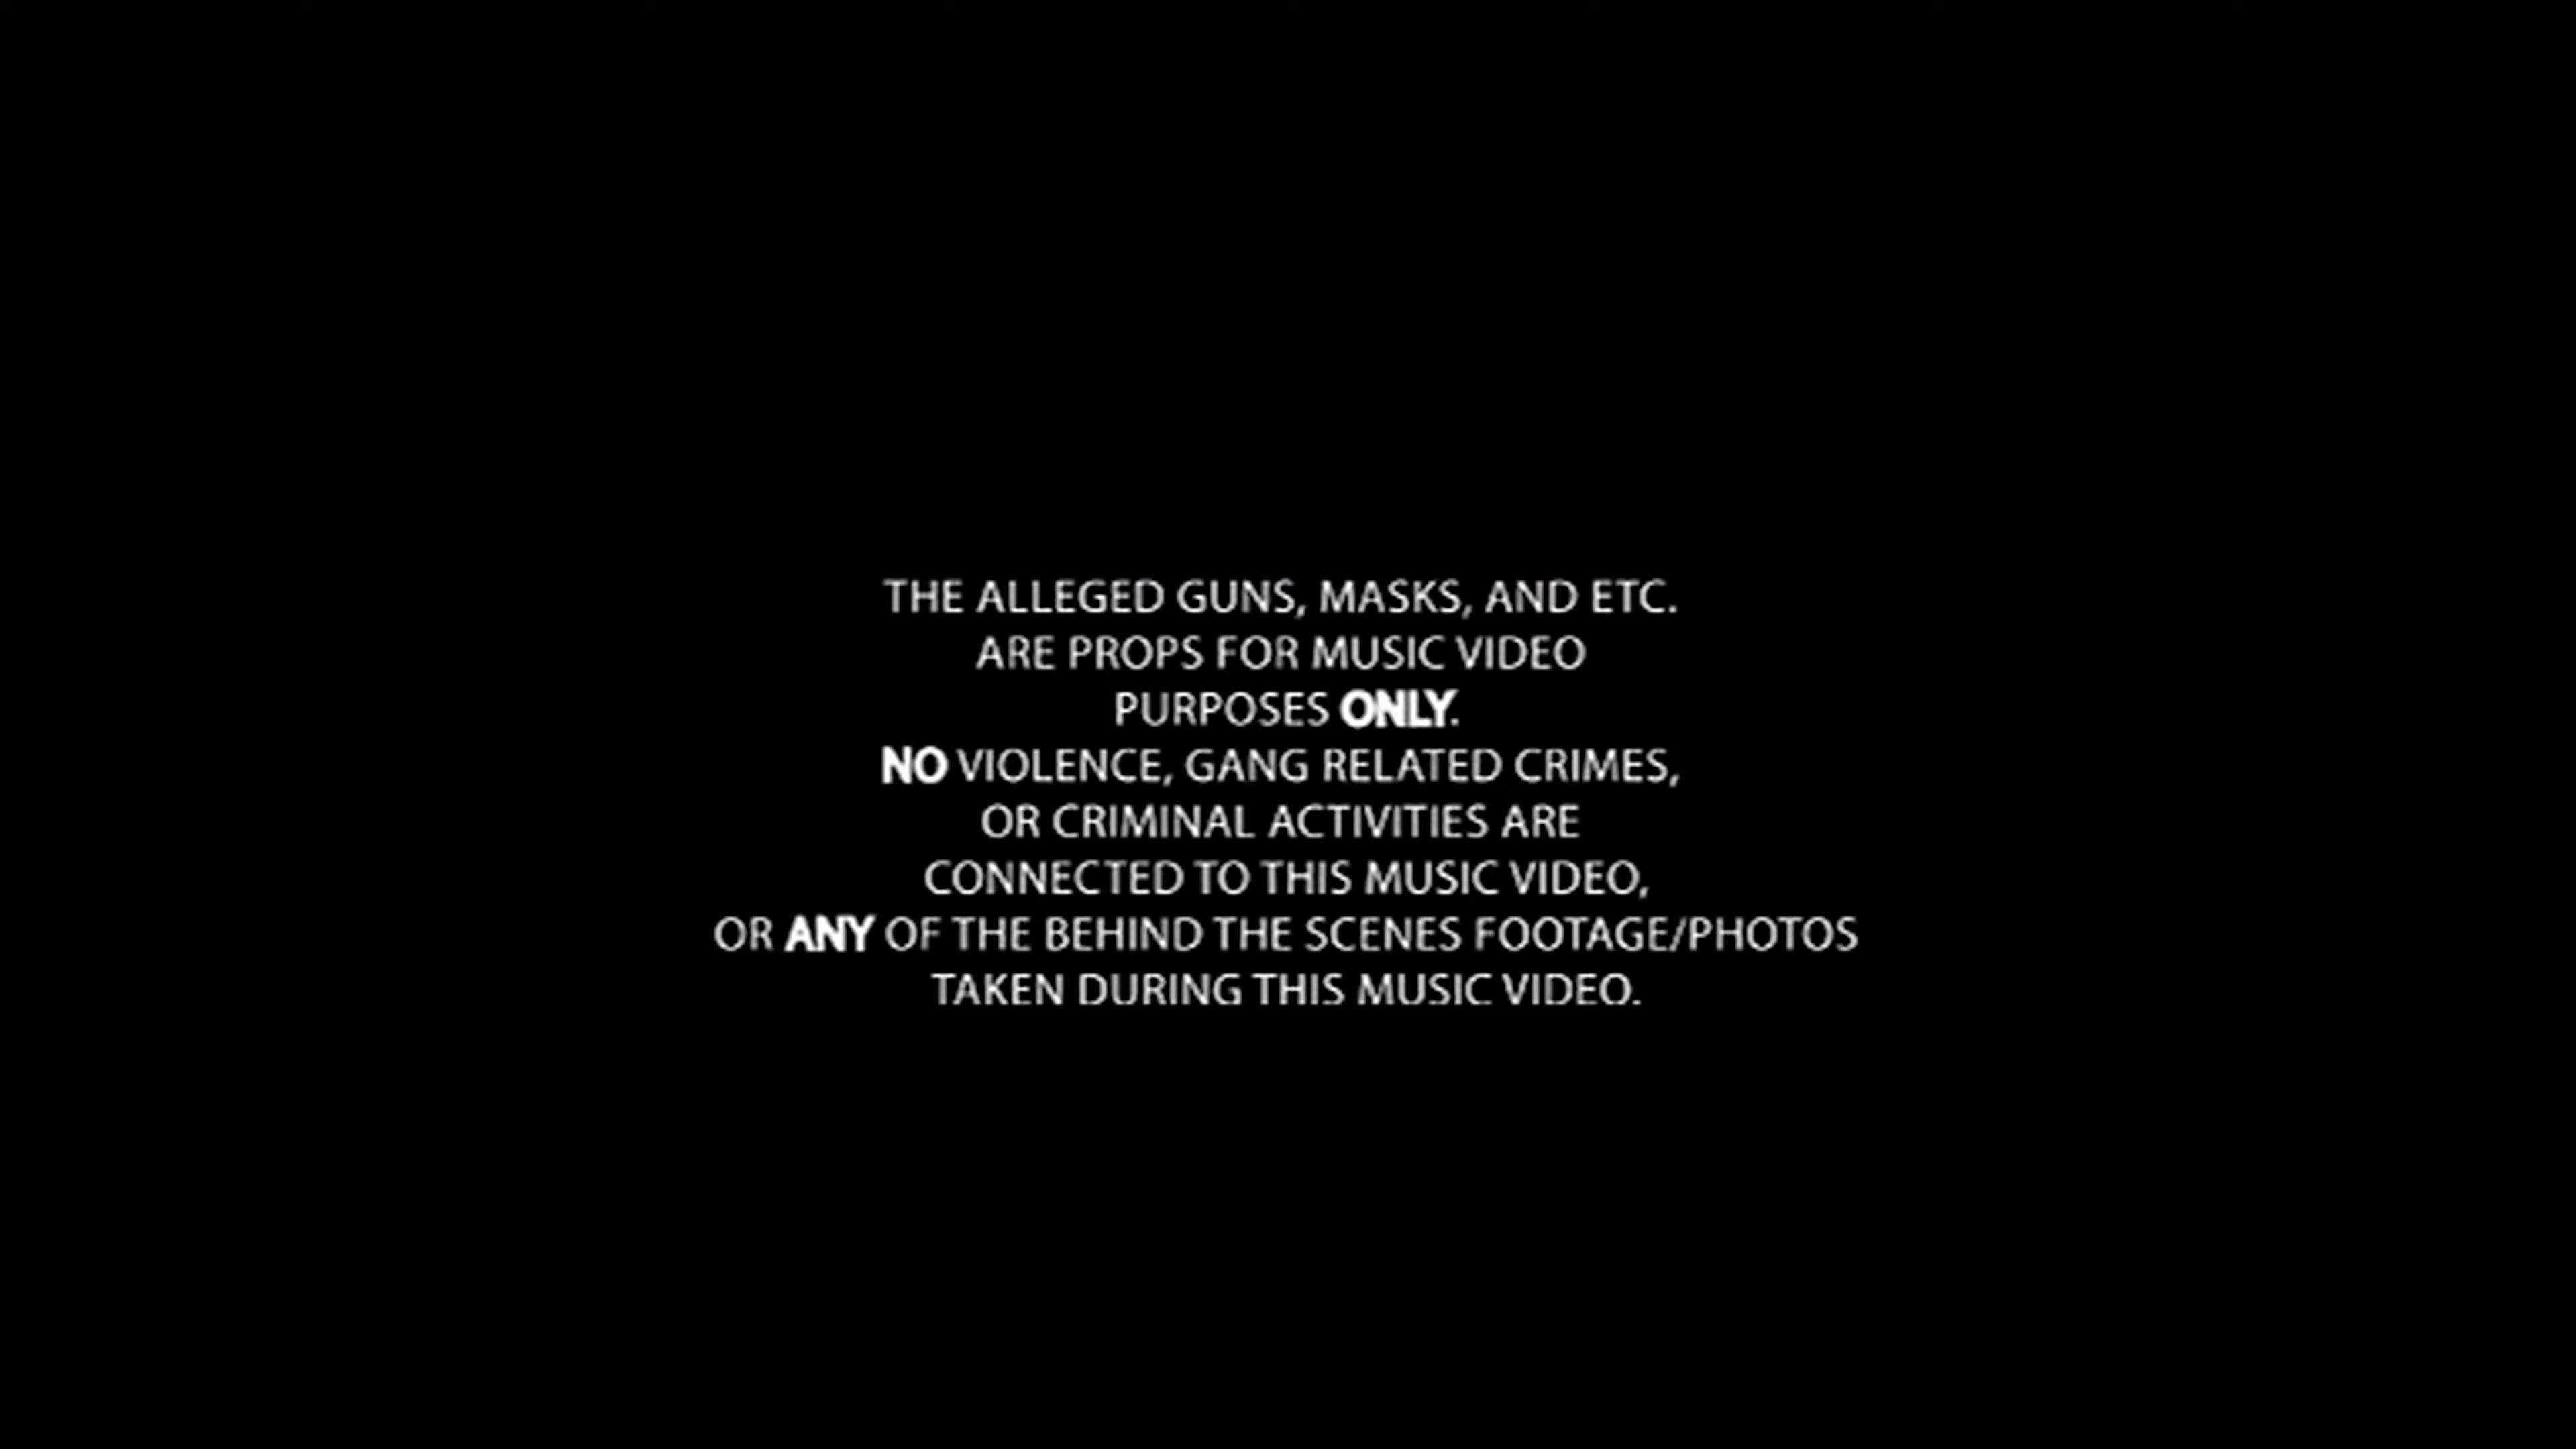 THE ALLEGED GUNS, MASKS, AND ETC.
ARE PROPS FOR MUSIC VIDEO
PURPOSES ONLY.
NO VIOLENCE, GANG RELATED CRIMES,
OR CRIMINAL ACTIVITIES ARE
CONNECTED TO THIS MUSIC VIDEO,
OR ANY OF THE BEHIND THE SCENES FOOTAGE/PHOTOS
TAKEN DURING THIS MUSIC VIDEO.